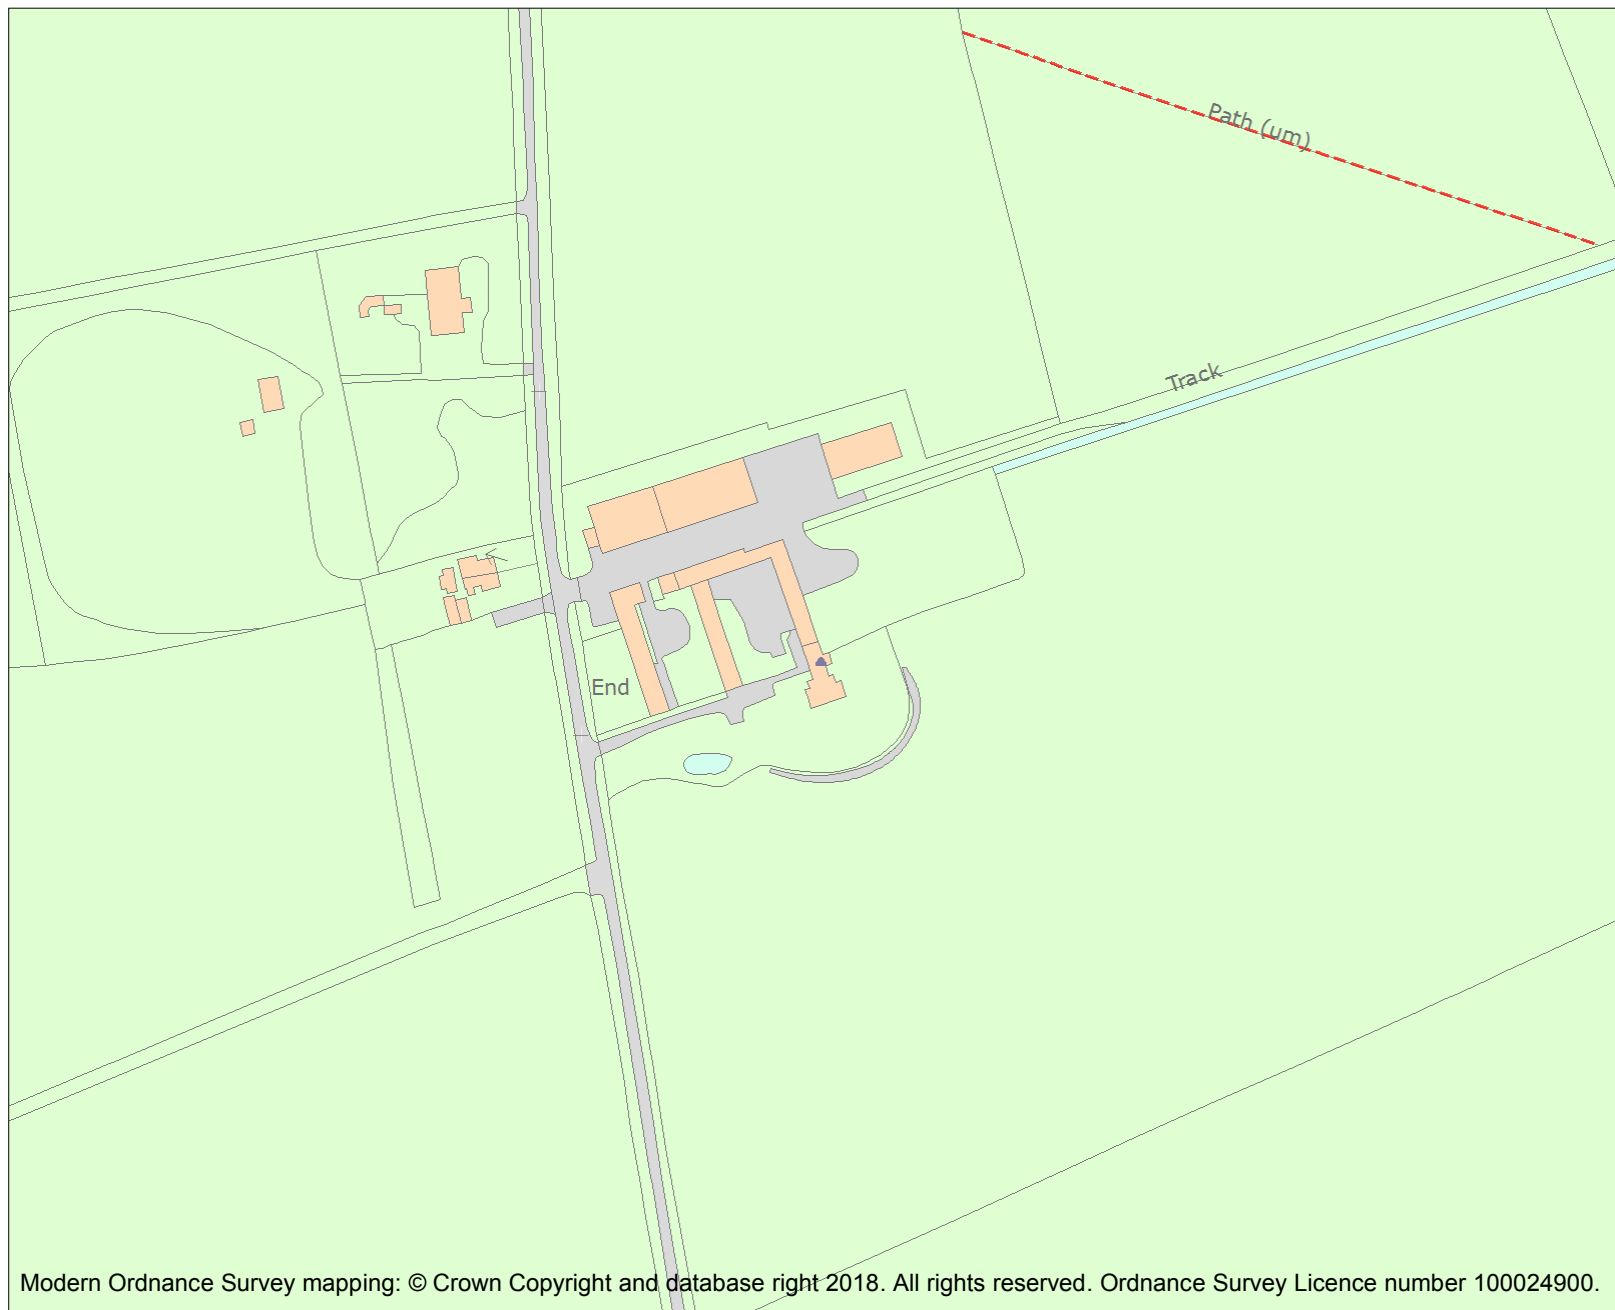 Path (um)
Track
End
Modern Ordnance Survey mapping: © Crown Copyright and database right 2018. All rights reserved. Ordnance Survey Licence number 100024900.